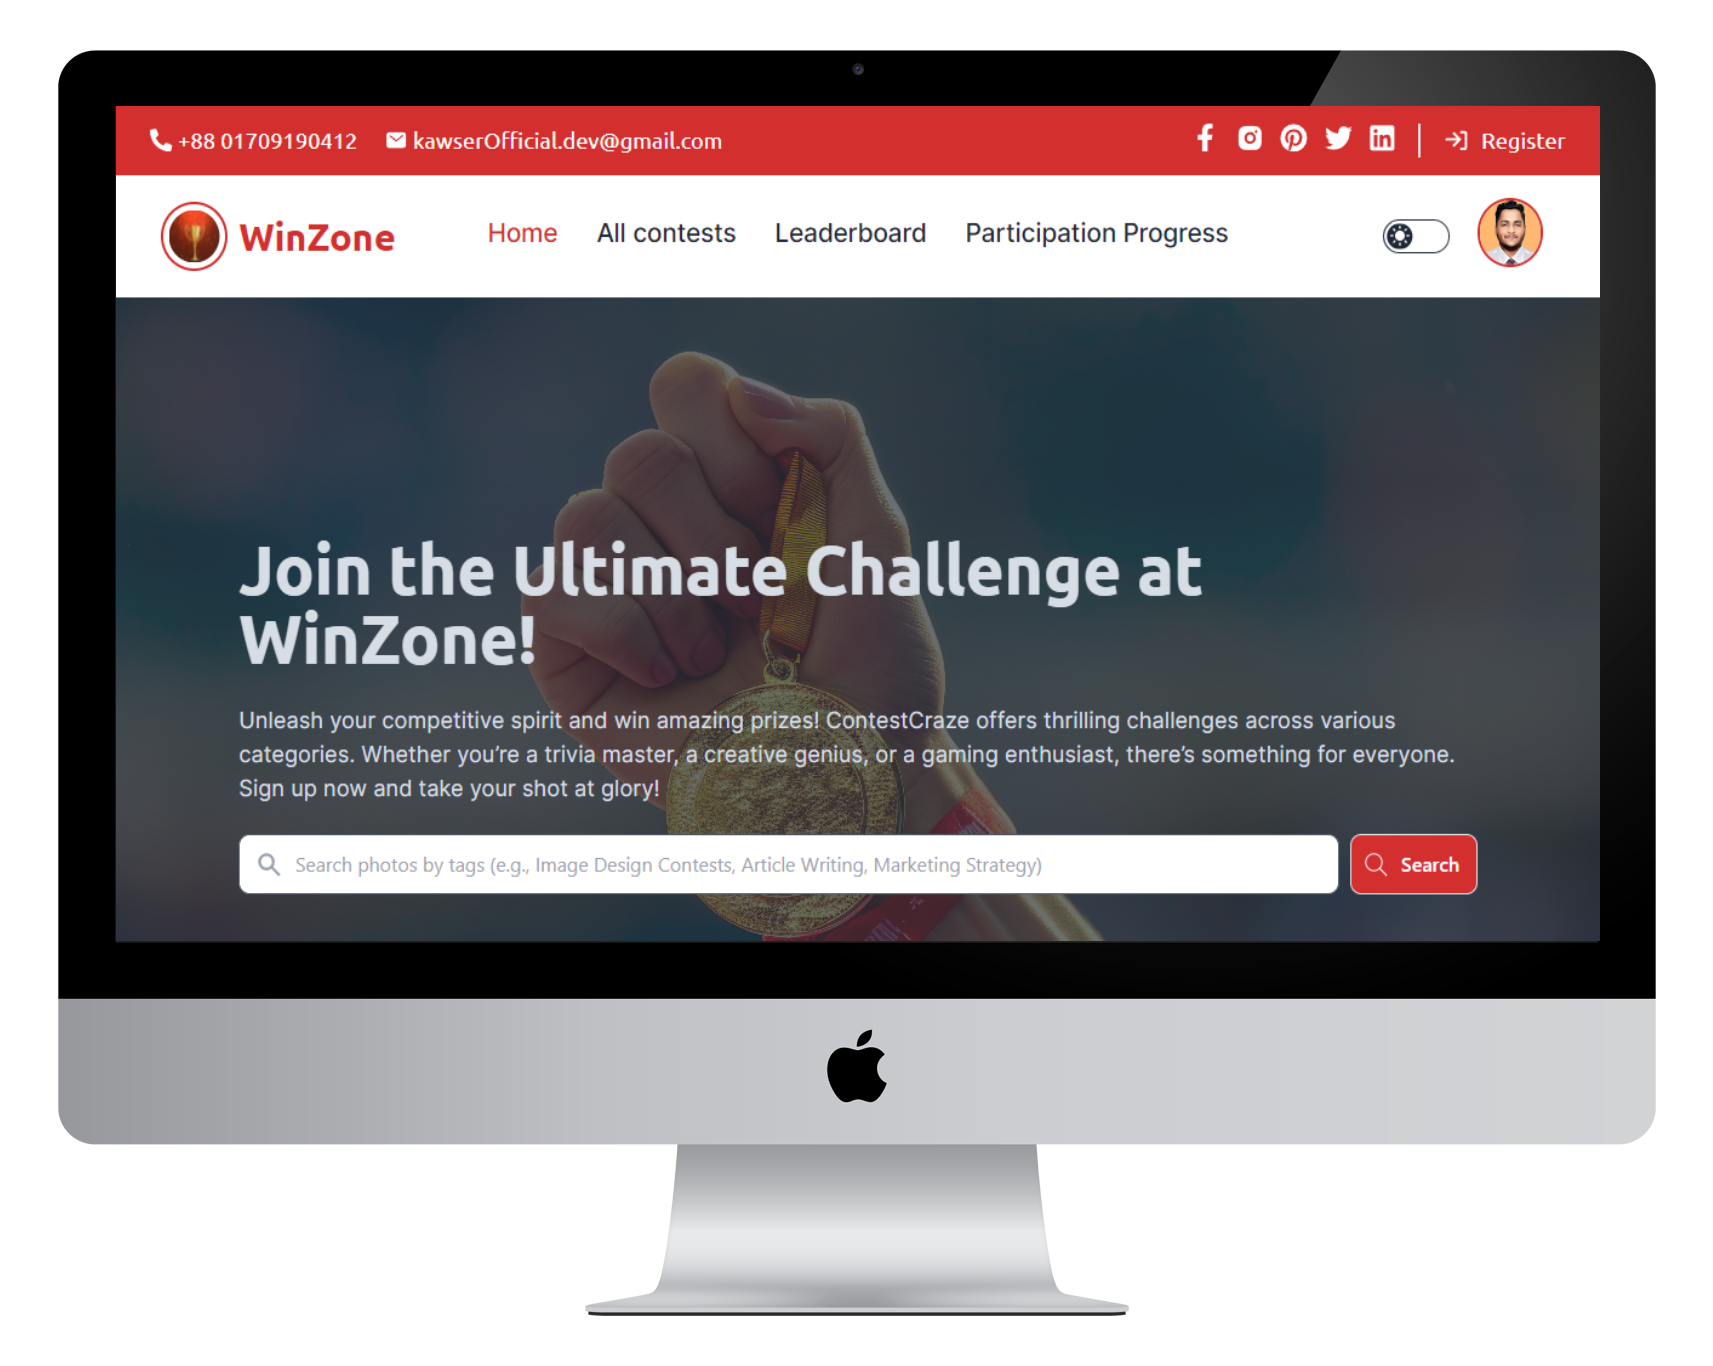 +88 01709190412 kawserOfficial.dev@gmail.com Register
WinZone Home All contests Leaderboard Participation Progress
Join the Ultimate Challenge at
WinZone!
Unleash your competitive spirit and win amazing prizes! ContestCraze offers thrilling challenges across various
categories. Whether you’re a trivia master, a creative genius, or a gaming enthusiast, there’s something for everyone.
Sign up now and take your shot at glory!
Search photos by tags (e.g., Image Design Contests, Article Writing, Marketing Strategy) Search